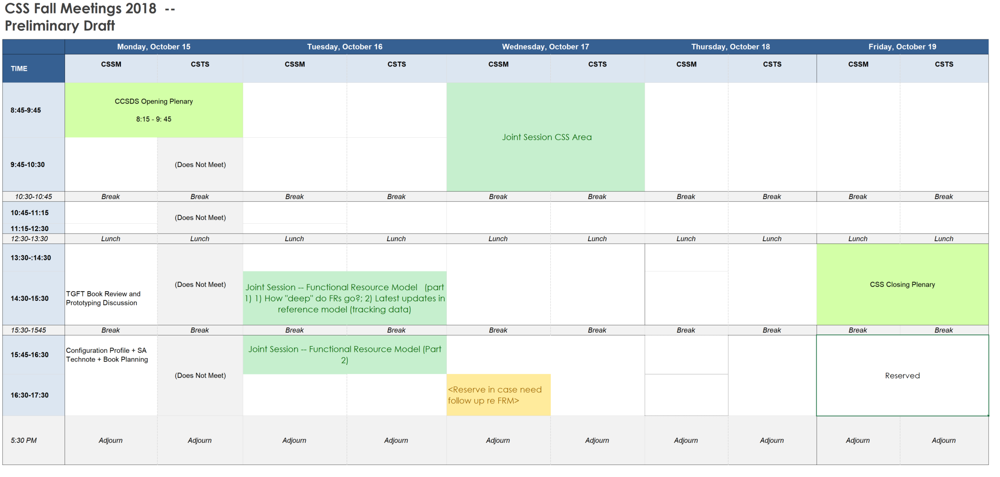 CSS Fall Meetings 2018  --
Preliminary Draft
Monday, October 15 Tuesday, October 16 Wednesday, October 17 Thursday, October 18 Friday, October 19
TIME CSSM CSTS CSSM CSTS CSSM CSTS CSSM CSTS CSSM CSTS
8:45-9:45
CCSDS Opening Plenary
8:15 - 9: 45
Joint Session CSS Area
9:45-10:30 (Does Not Meet)
10:30-10:45 Break Break Break Break Break Break Break Break Break Break
10:45-11:15
(Does Not Meet)
11:15-12:30
12:30-13:30 Lunch Lunch Lunch Lunch Lunch Lunch Lunch Lunch Lunch Lunch
13:30-:14:30
(Does Not Meet)
CSS Closing Plenary
14:30-15:30
TGFT Book Review and
Prototyping Discussion
Joint Session -- Functional Resource Model   (part
1) 1) How "deep" do FRs go?; 2) Latest updates in
reference model (tracking data)
15:30-1545 Break Break Break Break Break Break Break Break Break Break
15:45-16:30
Configuration Profile + SA
Technote + Book Planning
(Does Not Meet)
Joint Session -- Functional Resource Model (Part
2)
Reserved
16:30-17:30
<Reserve in case need
follow up re FRM>
5:30 PM Adjourn Adjourn Adjourn Adjourn Adjourn Adjourn Adjourn Adjourn Adjourn Adjourn